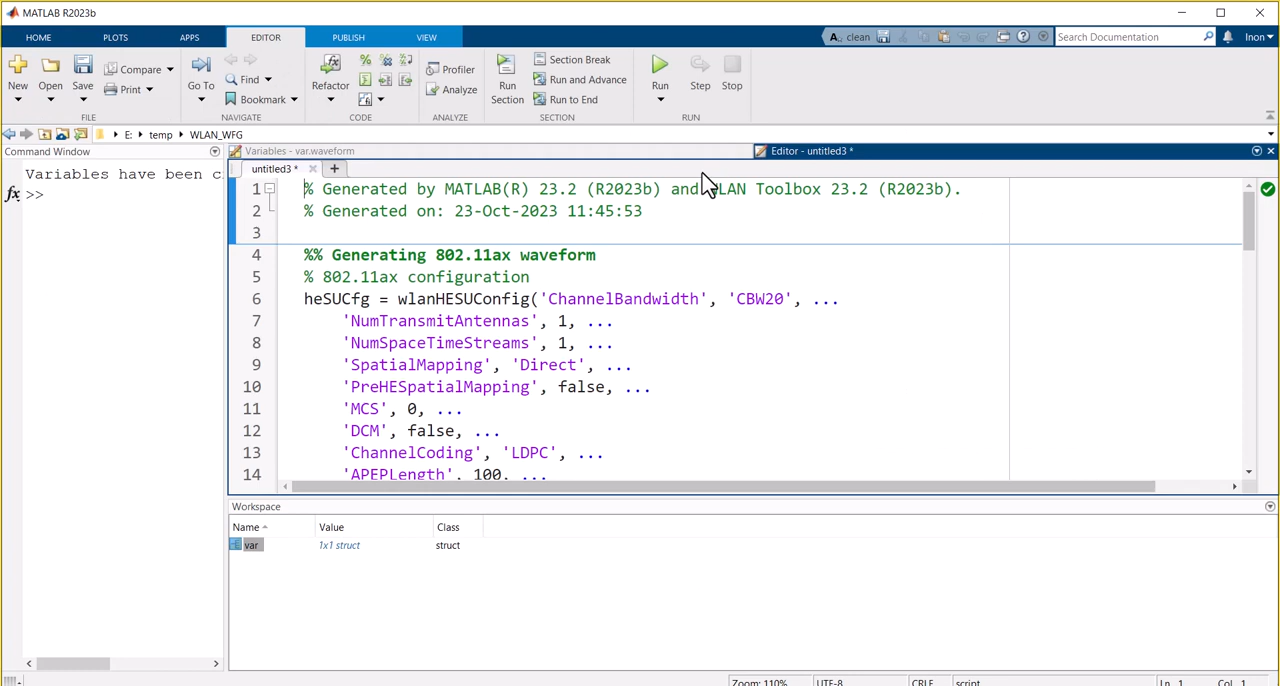 MATLAB R2023b
HOME PLOTS APPS EDITOR PUBLISH VIEW clean Search Documentation Inon
New Open Save Compare Print
FILE
Go To Find Bookmark
NAVIGATE
Refactor
CODE
Profiler Analyze
ANALYZE
Run Section Section Break Run and Advance Run to End
SECTION
Run Step Stop
RUN
E: temp WLAN_WFG
Command Window
Variables have been c
fx >>
Variables - var.waveform Editor - untitled3 *
untitled3 * +
1 % Generated by MATLAB(R) 23.2 (R2023b) and LAN Toolbox 23.2 (R2023b).
2 % Generated on: 23-Oct-2023 11:45:53
3
4 %% Generating 802.11ax waveform
5 % 802.11ax configuration
6 heSUCfg = wlanHESUConfig('ChannelBandwidth', 'CBW20', ...
7 'NumTransmitAntennas', 1, ...
8 'NumSpaceTimeStreams', 1, ...
9 'SpatialMapping', 'Direct', ...
10 'PreHESpatialMapping', false, ...
11 'MCS', 0, ...
12 'DCM', false, ...
13 'ChannelCoding', 'LDPC', ...
14 'APEPLength', 100, ...
Workspace
Name Value Class
var 1x1 struct struct
Zoom: 110% UTF-8 CRLF script Ln 1 Col 1